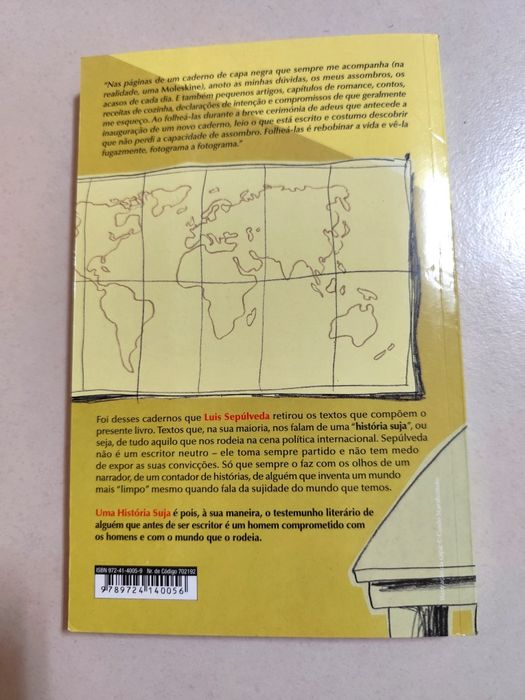 "Nas páginas de um caderno de capa negra que sempre me acompanha (na
realidade, uma Moleskine), anoto as minhas dúvidas, os meus assombros, os
acasos de cada dia. E também pequenos artigos, capítulos de romance, contos,
receitas de cozinha, declarações de intenção e compromissos de que geralmente
me esqueço. Ao folheá-las durante a breve cerimónia de adeus que antecede a
inauguração de um novo caderno, leio o que está escrito e costumo descobrir
que não perdi a capacidade de assombro. Folheá-las é rebobinar a vida e vê-la
fugazmente, fotograma a fotograma."
Foi desses cadernos que Luis Sepúlveda retirou os textos que compõem o
presente livro. Textos que, na sua maioria, nos falam de uma "história suja", ou
seja, de tudo aquilo que nos rodeia na cena política internacional. Sepúlveda
não é um escritor neutro – ele toma sempre partido e não tem medo
de expor as suas convicções. Só que sempre o faz com os olhos de um
narrador, de um contador de histórias, de alguém que inventa um mundo
mais "limpo" mesmo quando fala da sujidade do mundo que temos.
Uma História Suja é pois, à sua maneira, o testemunho literário de
alguém que antes de ser escritor é um homem comprometido com
os homens e com o mundo que o rodeia.
ISBN 972-41-4005-9 Nr. de Código 702192
9 789724 140056